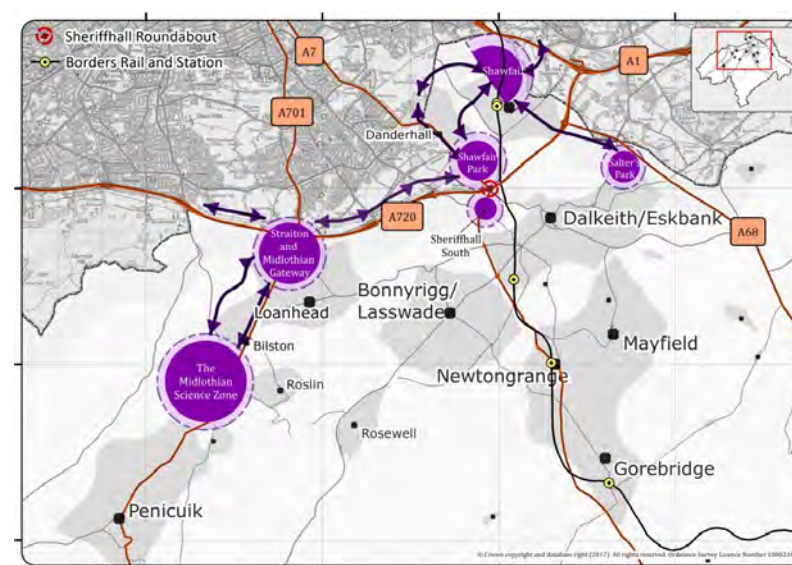 Sheriffhall Roundabout
Borders Rail and Station
A7
A1
A701
Shawfair
Danderhall
Shawfair
Park
Salter's
Park
A720
Dalkeith/Eskbank
A68
Sheriffhall
South
Straiton
and
Midlothian
Gateway
Loanhead
Bonnyrigg/
Lasswade
Bilston
Mayfield
The
Midlothian
Science Zone
Roslin
Newtongrange
Rosewell
Gorebridge
Penicuik
© Crown copyright and database right (2017). All rights reserved. Ordnance Survey Licence Number